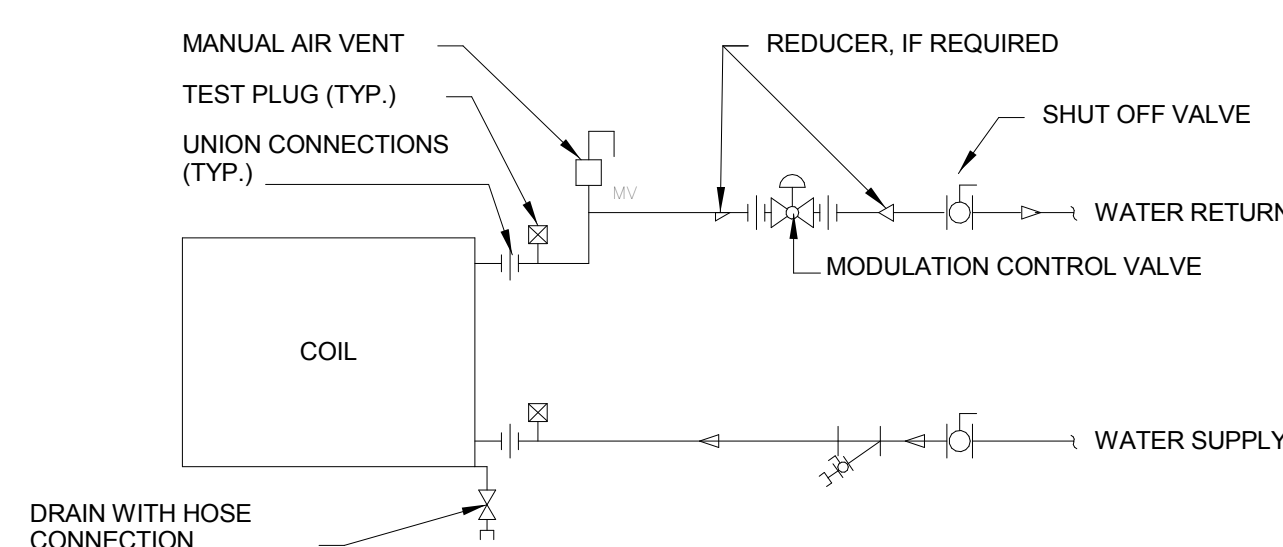 MANUAL AIR VENT
REDUCER, IF REQUIRED
TEST PLUG (TYP.)
SHUT OFF VALVE
UNION CONNECTIONS
(TYP.)
MV
WATER RETURN
MODULATION CONTROL VALVE
COIL
WATER SUPPLY
DRAIN WITH HOSE
CONNECTION